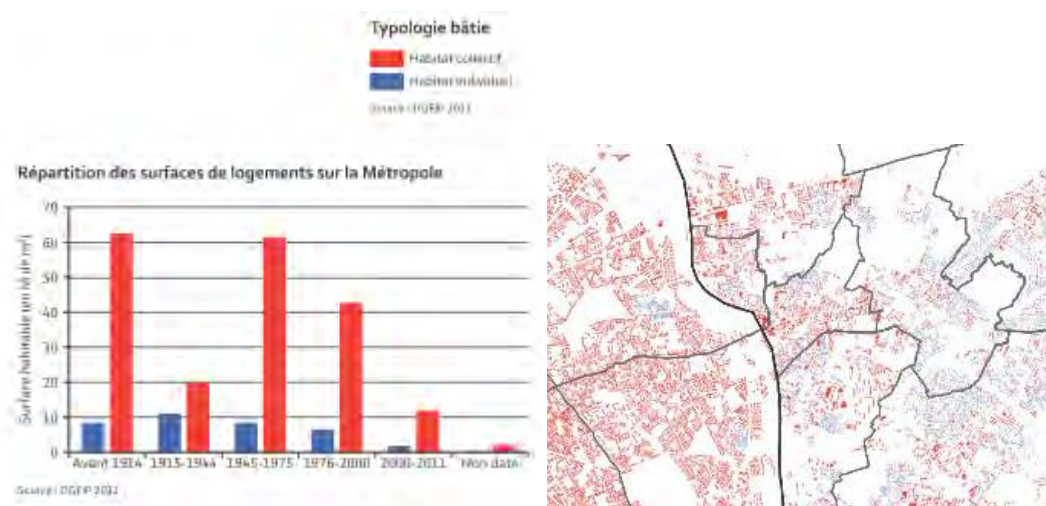 Typologie bâtie
Habitat collectif
Habitat individuel
Source : DGFIP 2011
Répartition des surfaces de logements sur la Métropole
Surface habitable (en M de m²)
70
60
50
40
30
20
10
0
Avant 1914 1915-1944 1945-1975 1976-2000 2000-2011 Non daté
Source : DGFIP 2011